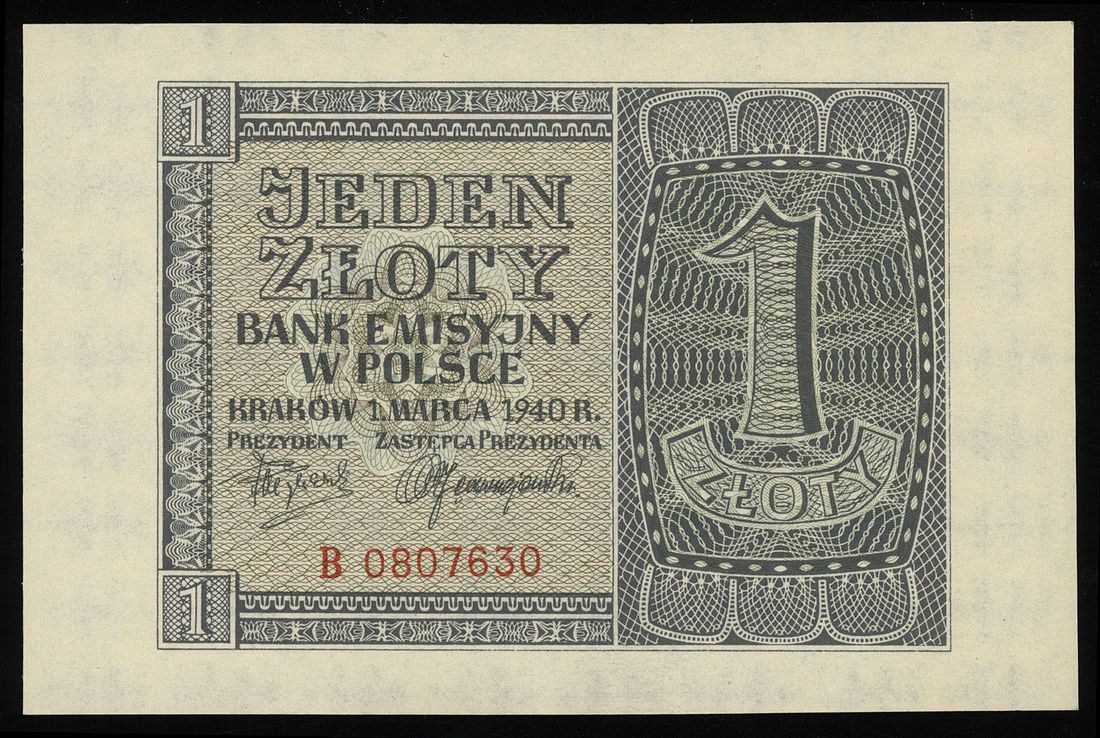 1
JEDEN
ZŁOTY
BANK EMISYJNY
W POLSCE
KRAKÓW 1. MARCA 1940 R.
PREZYDENT ZASTĘPCA PREZYDENTA
B 0807630
1
1
ZŁOTY